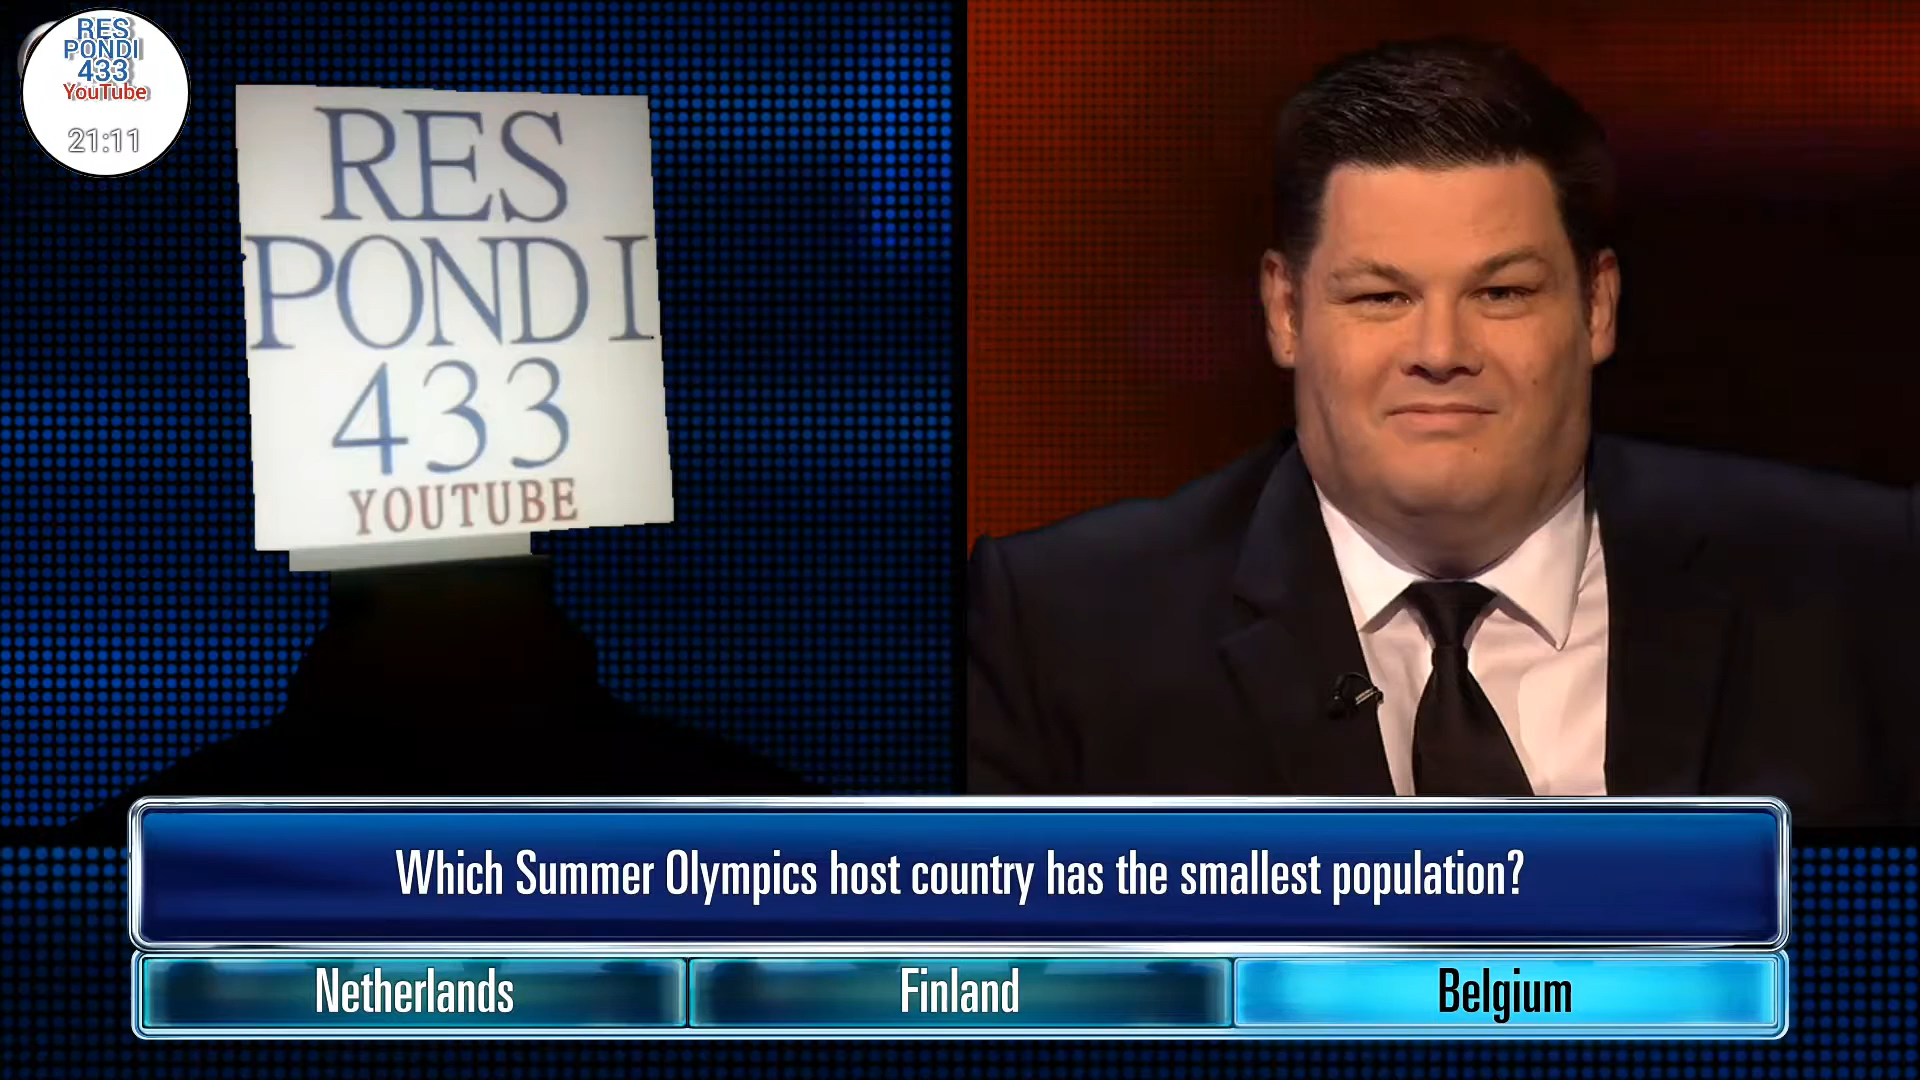 RES
PONDI
433
YouTube
21:11
RES
PONDI
433
YOUTUBE
Which Summer Olympics host country has the smallest population?
Netherlands
Finland
Belgium